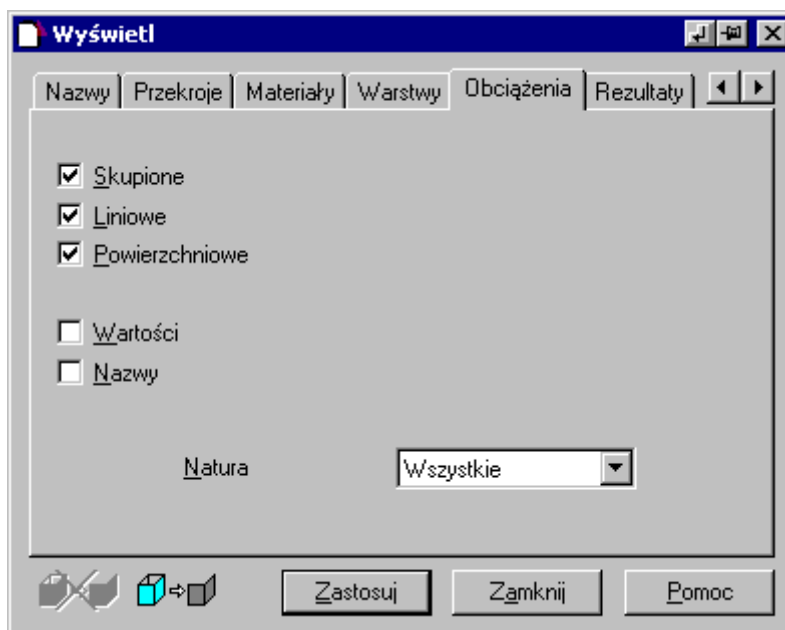 Wyświetl
Nazwy Przekroje Materiały Warstwy Obciążenia Rezultaty
Skupione
Liniowe
Powierzchniowe
Wartości
Nazwy
Natura Wszystkie
Zastosuj Zamknij Pomoc